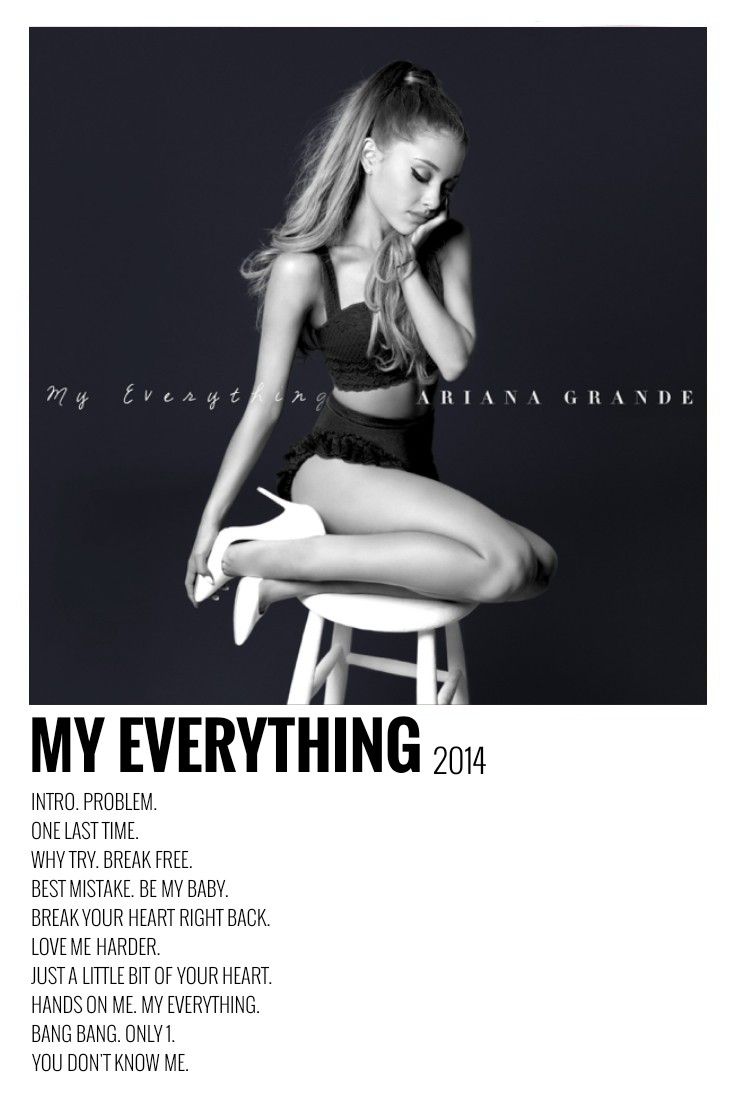 My Everything ARIANA GRANDE
MY EVERYTHING 2014
INTRO. PROBLEM.
ONE LAST TIME.
WHY TRY. BREAK FREE.
BEST MISTAKE. BE MY BABY.
BREAK YOUR HEART RIGHT BACK.
LOVE ME HARDER.
JUST A LITTLE BIT OF YOUR HEART.
HANDS ON ME. MY EVERYTHING.
BANG BANG. ONLY 1.
YOU DON'T KNOW ME.